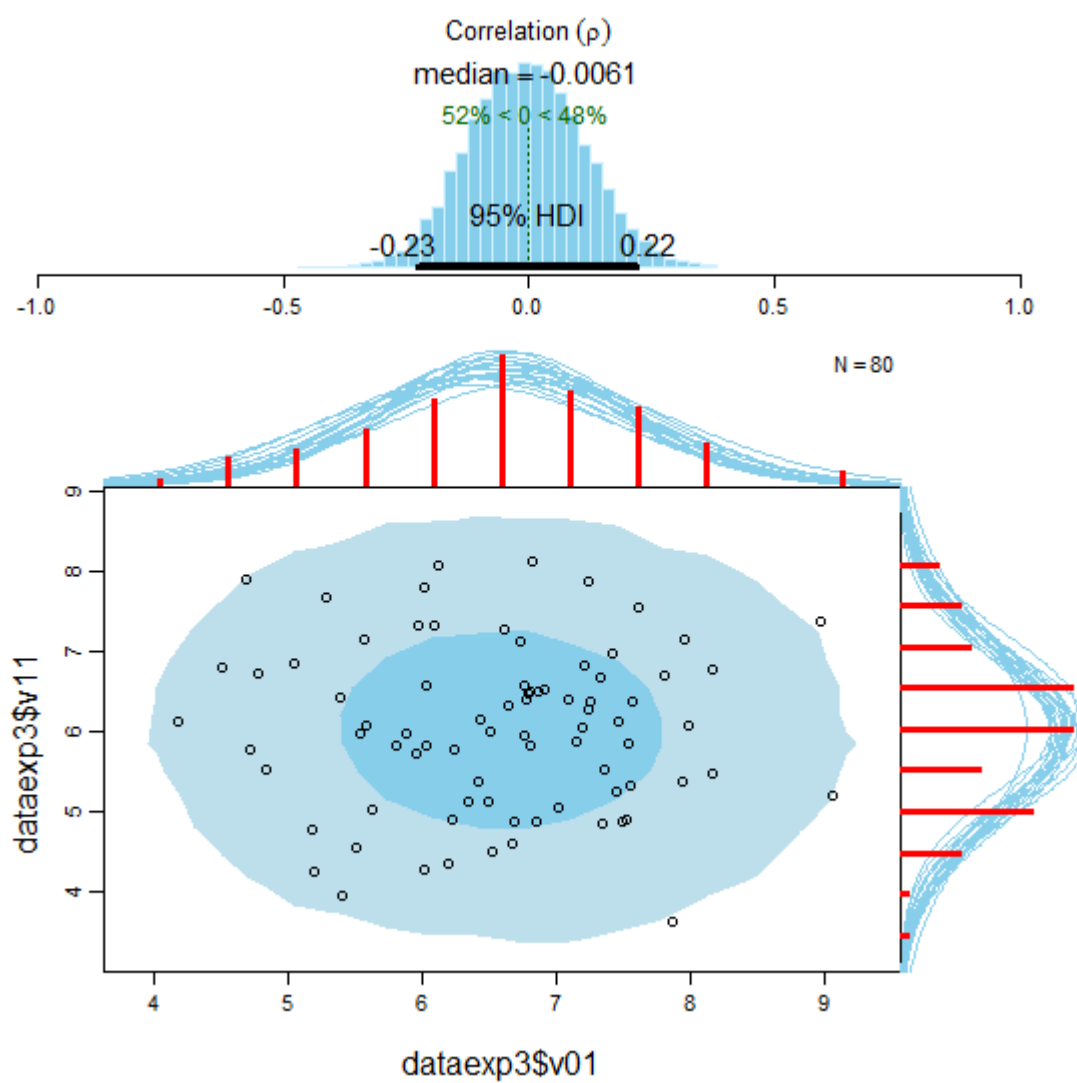 Correlation (ρ)
median = -0.0061
52% < 0 < 48%
95% HDI
-0.23 0.22
-1.0 -0.5 0.0 0.5 1.0
N = 80
9
8
7
6
5
4
dataexp3$v11
4 5 6 7 8 9
dataexp3$v01